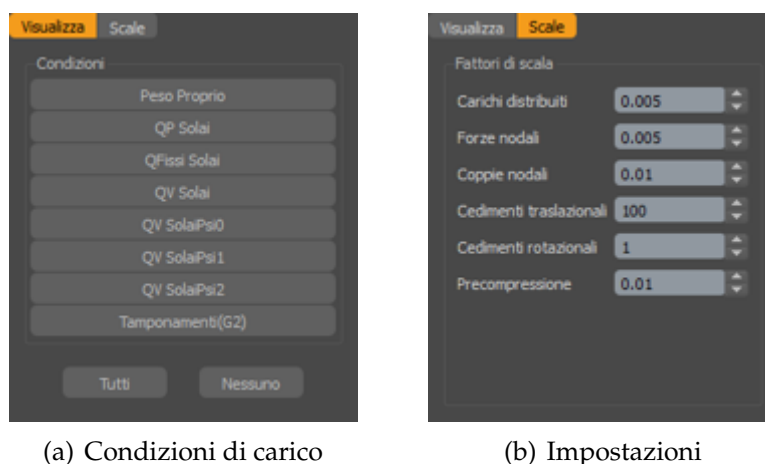 Visualizza Scale
Condizioni
Peso Proprio
QP Solai
QFissi Solai
QV Solai
QV SolaiPsi0
QV SolaiPsi1
QV SolaiPsi2
Tamponamenti(G2)
Tutti Nessuno
(a) Condizioni di carico
Visualizza Scale
Fattori di scala
Carichi distribuiti 0.005
Forze nodali 0.005
Coppie nodali 0.01
Cedimenti traslazionali 100
Cedimenti rotazionali 1
Precompressione 0.01
(b) Impostazioni